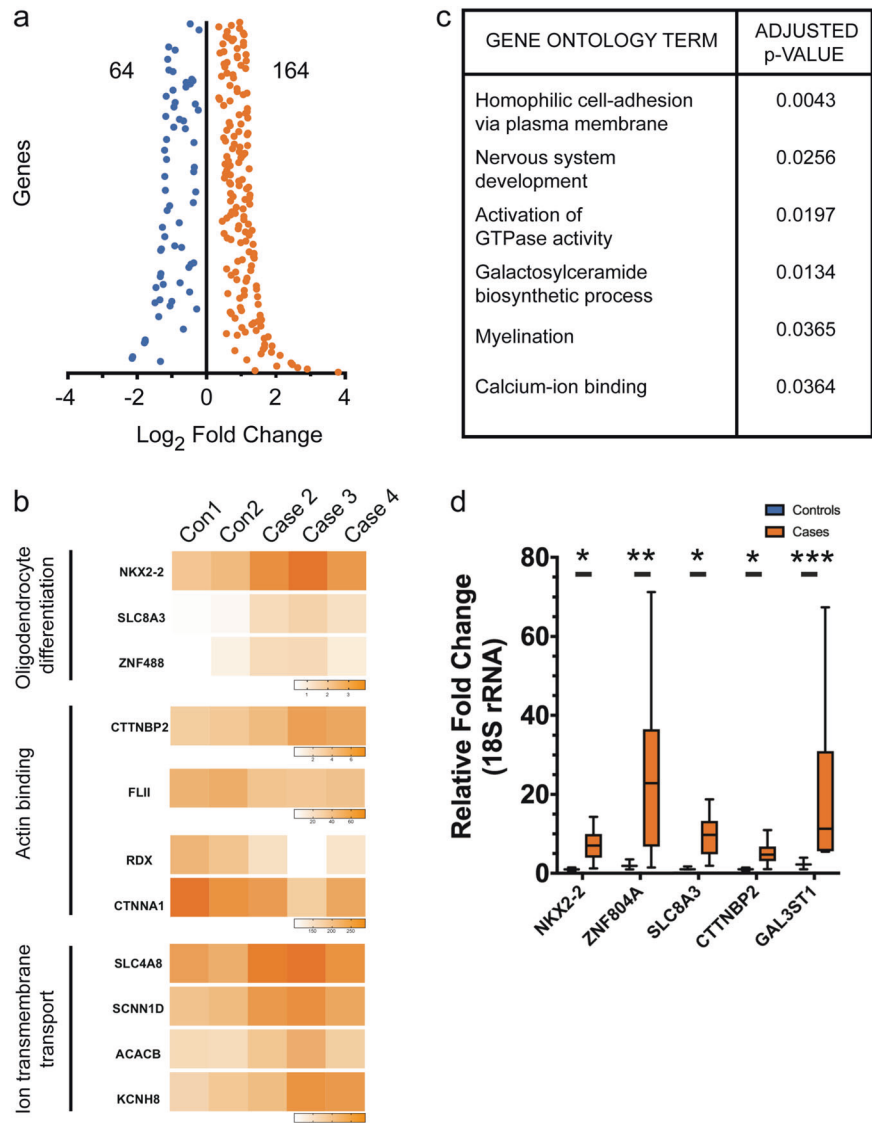 a
64
164
Genes
-4 -2 0 2 4
Log2 Fold Change
c
GENE ONTOLOGY TERM
ADJUSTED
p-VALUE
Homophilic cell-adhesion
via plasma membrane
0.0043
Nervous system
development
0.0256
Activation of
GTPase activity
0.0197
Galactosylceramide
biosynthetic process
0.0134
Myelination
0.0365
Calcium-ion binding
0.0364
b
Con1
Con2
Case 2
Case 3
Case 4
Oligodendrocyte
differentiation
NKX2-2
SLC8A3
ZNF488
1 2 3
Actin binding
CTTNBP2
2 4 6
FLII
20 40 60
RDX
CTNNA1
150 200 250
Ion transmembrane
transport
SLC4A8
SCNN1D
ACACB
KCNH8
d
Controls
Cases
Relative Fold Change
(18S rRNA)
80
60
40
20
0
* ** * * ***
NKX2-2
ZNF804A
SLC8A3
CTTNBP2
GAL3ST1